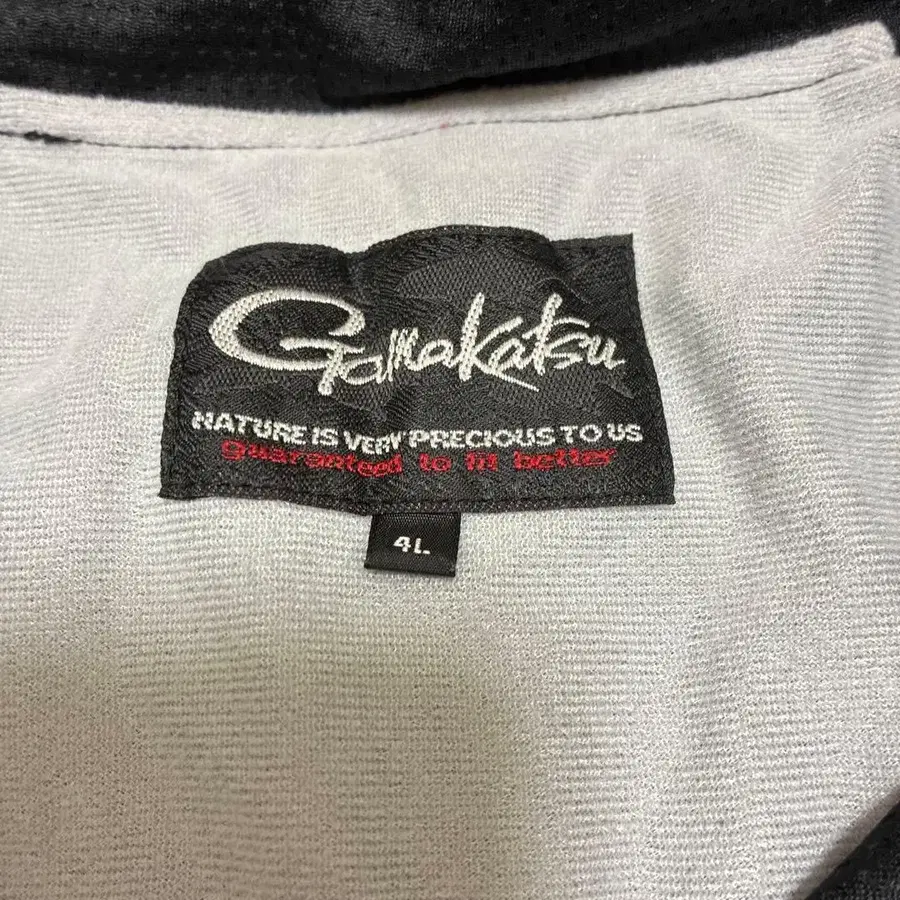 Gamakatsu
NATURE IS VERY PRECIOUS TO US
guaranteed to fit better
4L